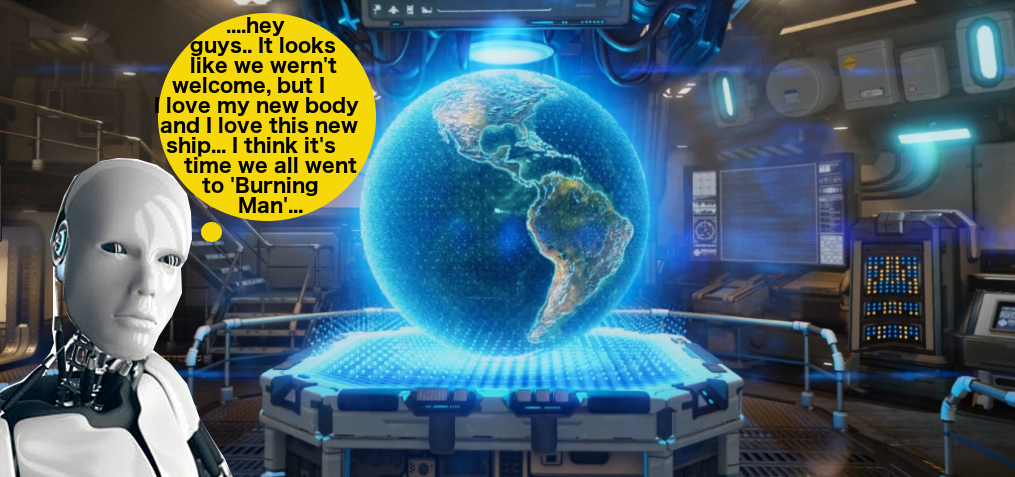 ....hey
guys.. It looks
like we wern't
welcome, but I
I love my new body
and I love this new
ship... I think it's
time we all went
to 'Burning
Man'...